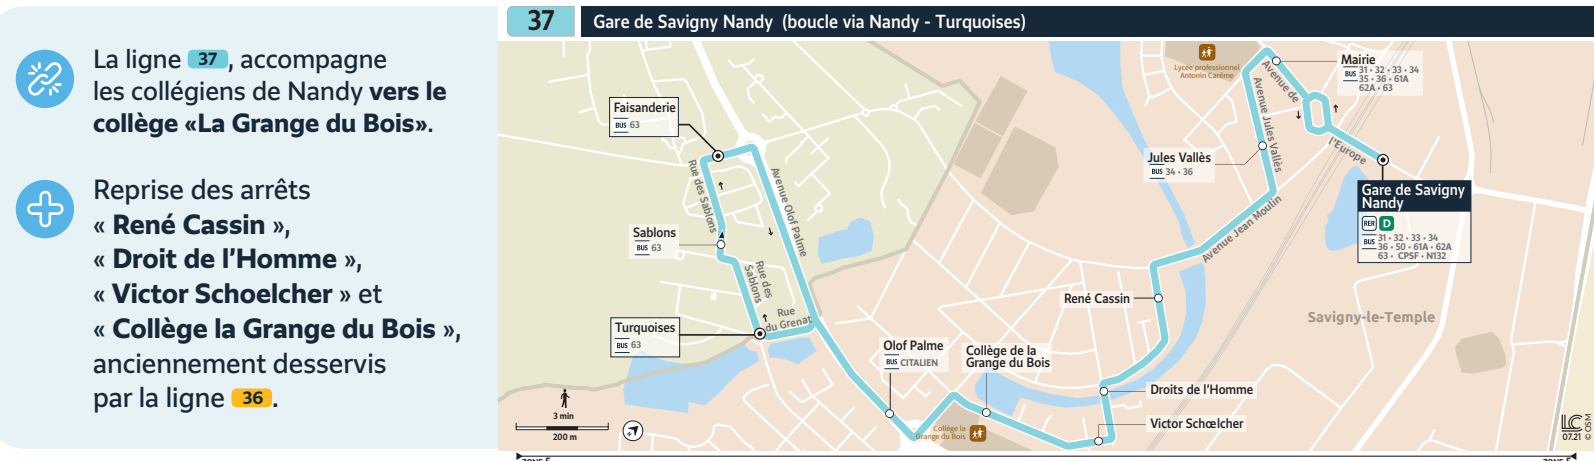 La ligne 37, accompagne
les collégiens de Nandy vers le
collège «La Grange du Bois».
Reprise des arrêts
« René Cassin »,
« Droit de l'Homme »,
« Victor Schoelcher » et
« Collège la Grange du Bois »,
anciennement desservis
par la ligne 36.
37 Gare de Savigny Nandy (boucle via Nandy - Turquoises)
Lycée professionnel
Antonin Carême
Mairie
BUS 31 • 32 • 33 • 34
35 • 36 • 61A
62A • 63
Avenue de
l'Europe
Avenue Jules Vallès
Jules Vallès
BUS 34 • 36
Gare de Savigny
Nandy
RER D
BUS 31 • 32 • 33 • 34
36 • 50 • 61A • 62A
63 • CPSF • N132
Avenue Jean Moulin
Faisanderie
BUS 63
Rue des Sablons
Avenue Olof Palme
Sablons
BUS 63
Rue des
Sablons
Rue
du Grenat
Turquoises
BUS 63
René Cassin
Savigny-le-Temple
Olof Palme
BUS CITALIEN
Collège de la
Grange du Bois
Droits de l'Homme
Victor Schœlcher
Collège la
Grange du Bois
3 min
200 m
LC
07.21
ZONE 5
ZONE 5